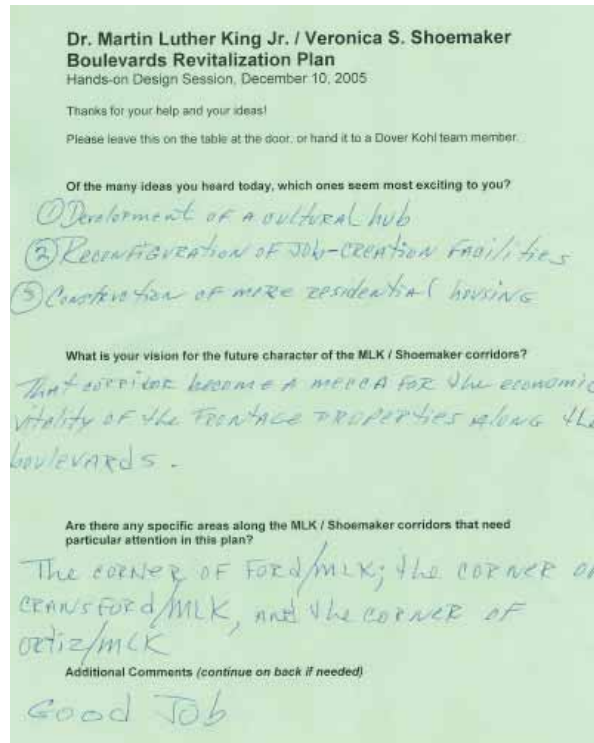 Dr. Martin Luther King Jr. / Veronica S. Shoemaker
Boulevards Revitalization Plan
Hands-on Design Session, December 10, 2005
Thanks for your help and your ideas!
Please leave this on the table at the door, or hand it to a Dover Kohl team member.
Of the many ideas you heard today, which ones seem most exciting to you?
① Development of a cultural hub
② Reconfiguration of Job-creation facilities
③ Construction of more residential housing
What is your vision for the future character of the MLK / Shoemaker corridors?
That corridor become a mecca for the economic
vitality of the frontage properties along the
boulevards.
Are there any specific areas along the MLK / Shoemaker corridors that need
particular attention in this plan?
The corner of Ford/MLK; the corner of
Cransford/MLK, and the corner of
Ortiz/MLK
Additional Comments (continue on back if needed)
Good Job